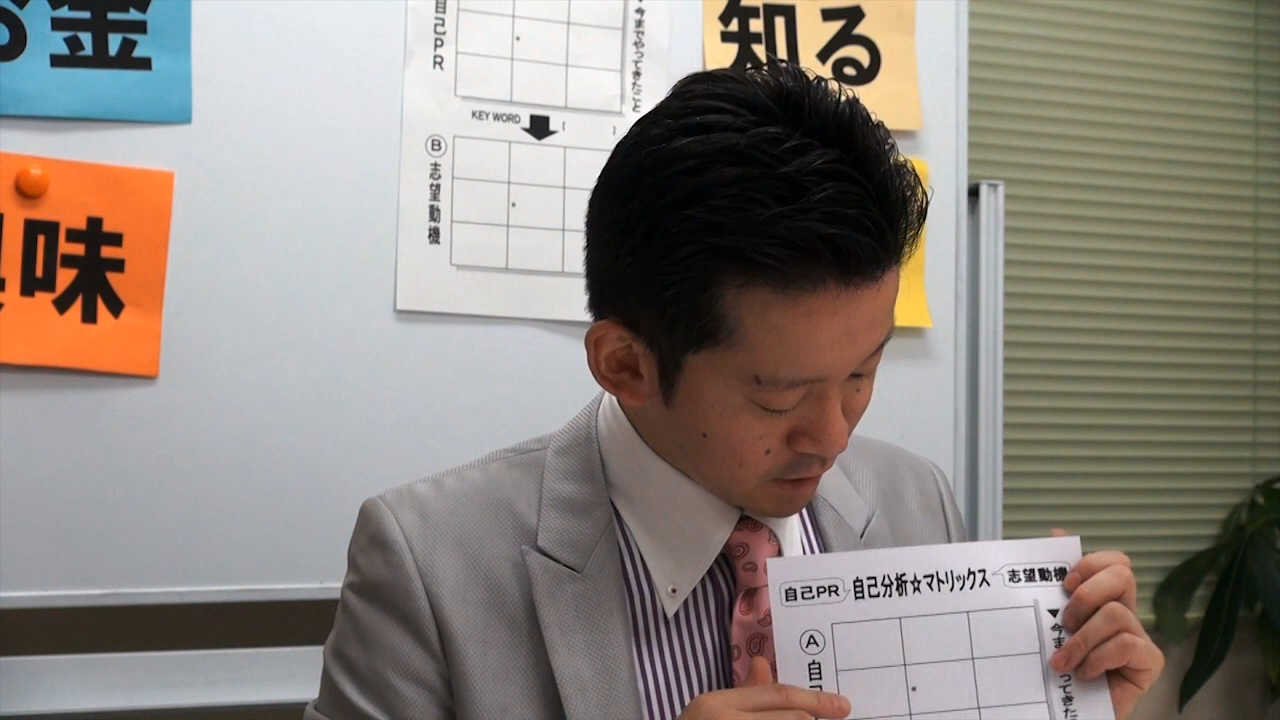 金
味
知る
自己PR
今までやってきたこと
KEY WORD
[ ]
Ⓑ
志望動機
自己PR
自己分析☆マトリックス
志望動機
Ⓐ
自
▼今ま
ってきた